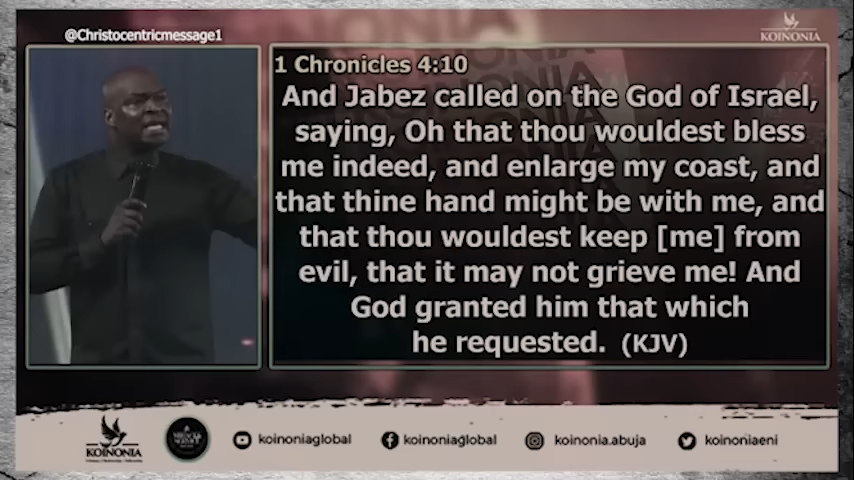 @Christocentricmessage1
KOINONIA
1 Chronicles 4:10
And Jabez called on the God of Israel,
saying, Oh that thou wouldest bless
me indeed, and enlarge my coast, and
that thine hand might be with me, and
that thou wouldest keep [me] from
evil, that it may not grieve me! And
God granted him that which
he requested. (KJV)
KOINONIA
MIRACLE
SERVICE
koinoniaglobal
koinoniaglobal
koinonia.abuja
koinoniaeni